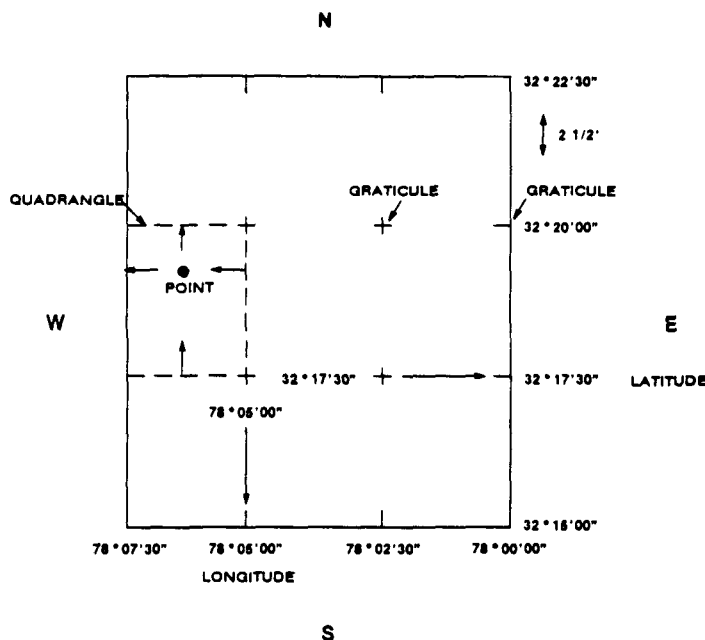 N
32°22'30"
2 1/2'
QUADRANGLE
GRATICULE
GRATICULE
32°20'00"
POINT
W
E
32°17'30"
32°17'30"
LATITUDE
78°05'00"
32°15'00"
78°07'30"
78°05'00"
78°02'30"
78°00'00"
LONGITUDE
S